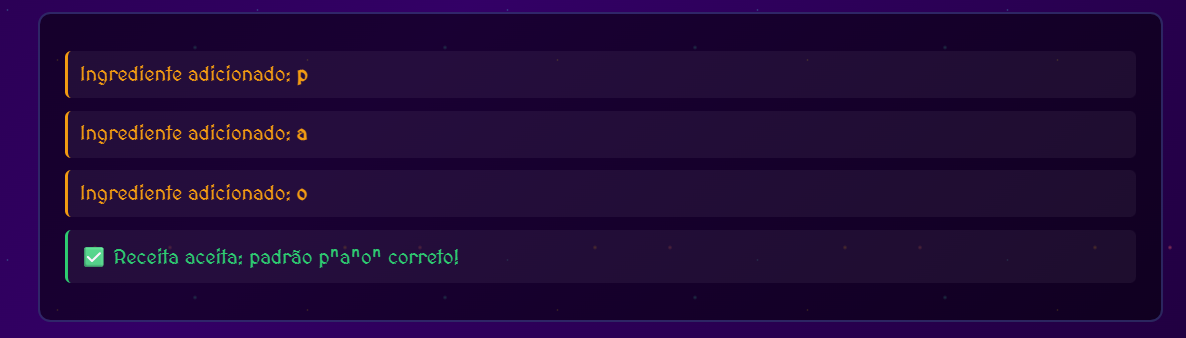 Ingrediente adicionado: p
Ingrediente adicionado: a
Ingrediente adicionado: o
✅ Receita aceita: padrão pⁿaⁿoⁿ correto!